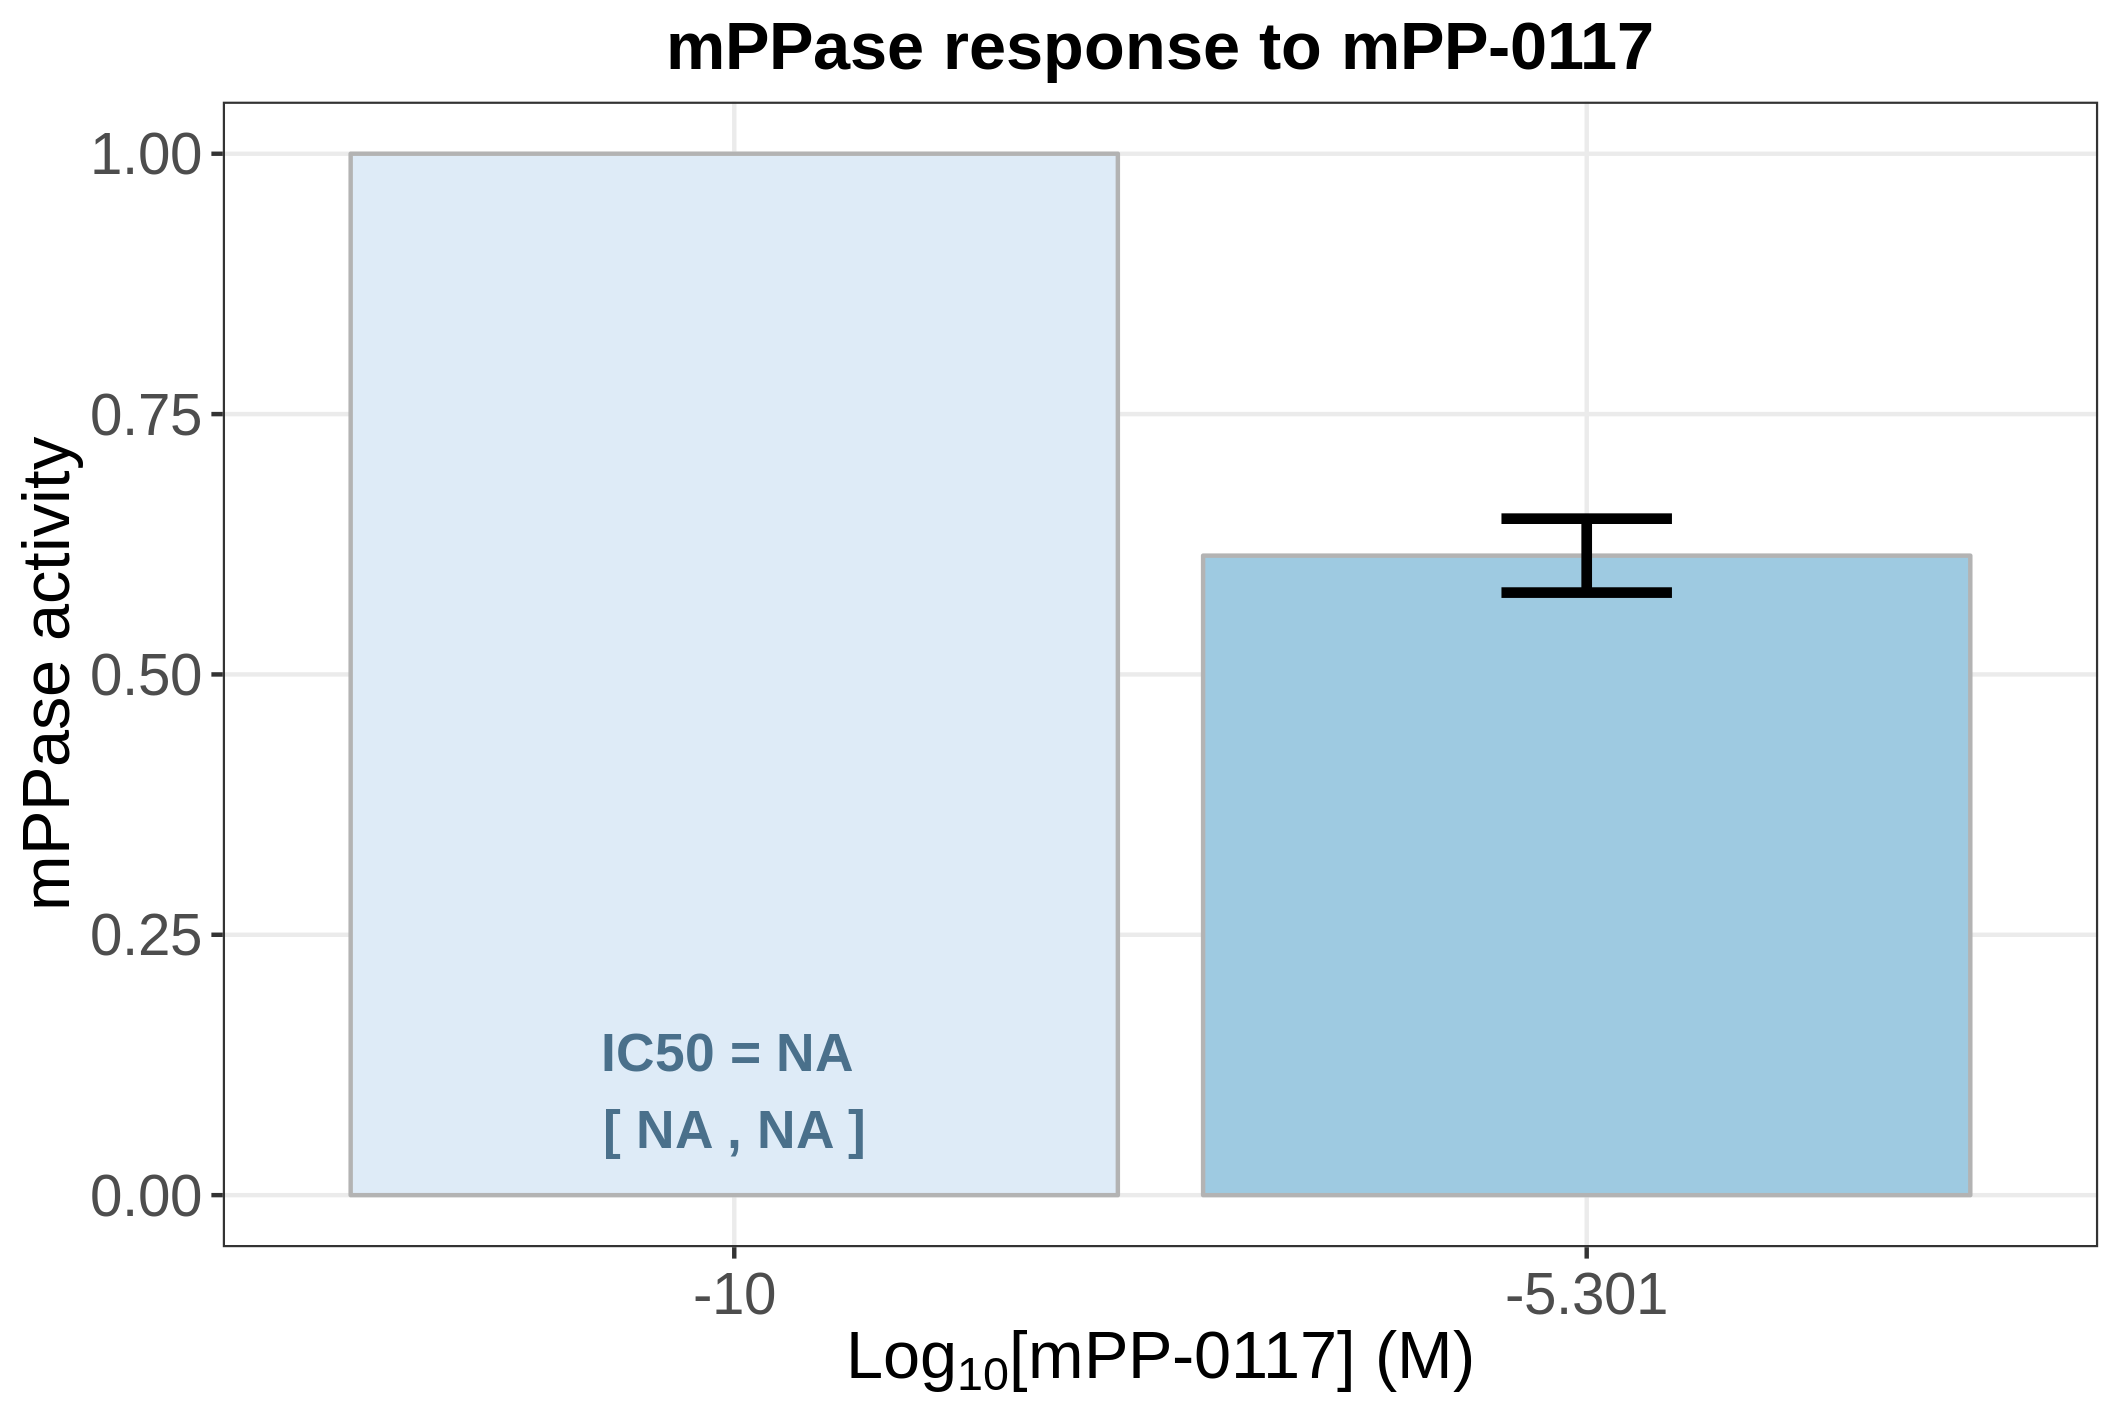 mPPase response to mPP-0117
1.00
0.75
0.50
0.25
0.00
mPPase activity
IC50 = NA
[ NA , NA ]
-10
-5.301
Log10[mPP-0117] (M)